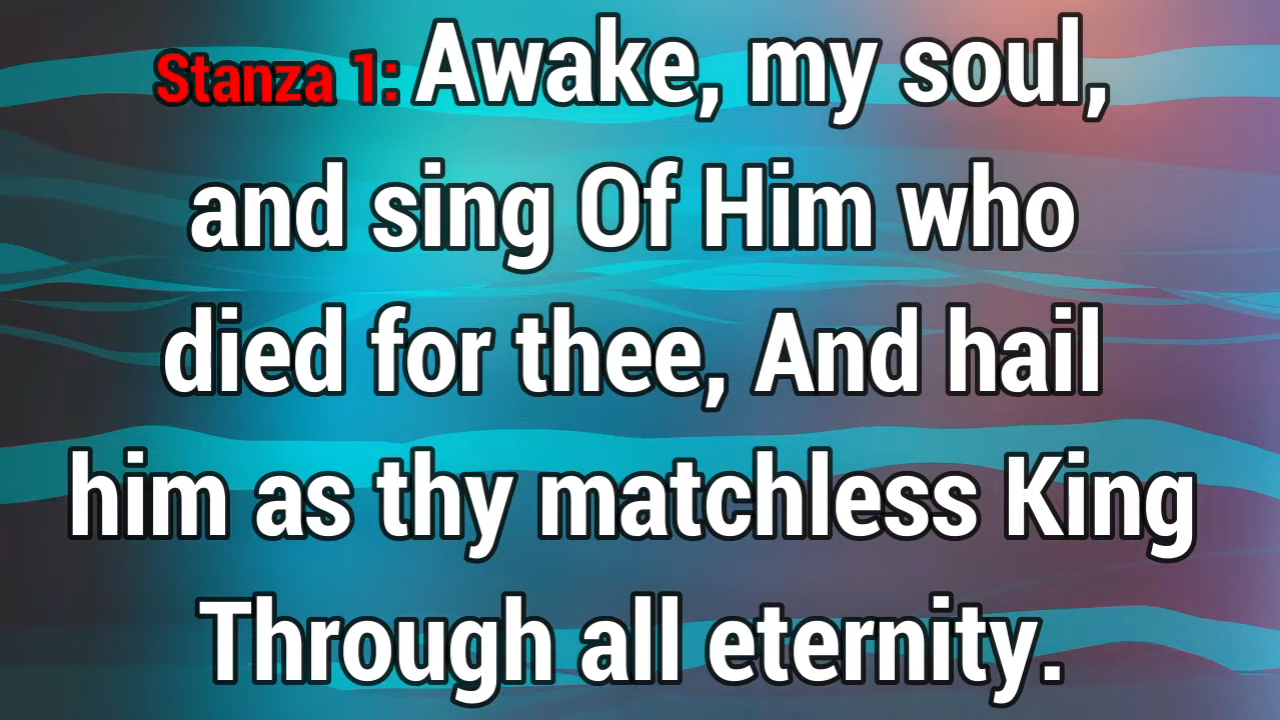 Stanza 1: Awake, my soul,
and sing Of Him who
died for thee, And hail
him as thy matchless King
Through all eternity.